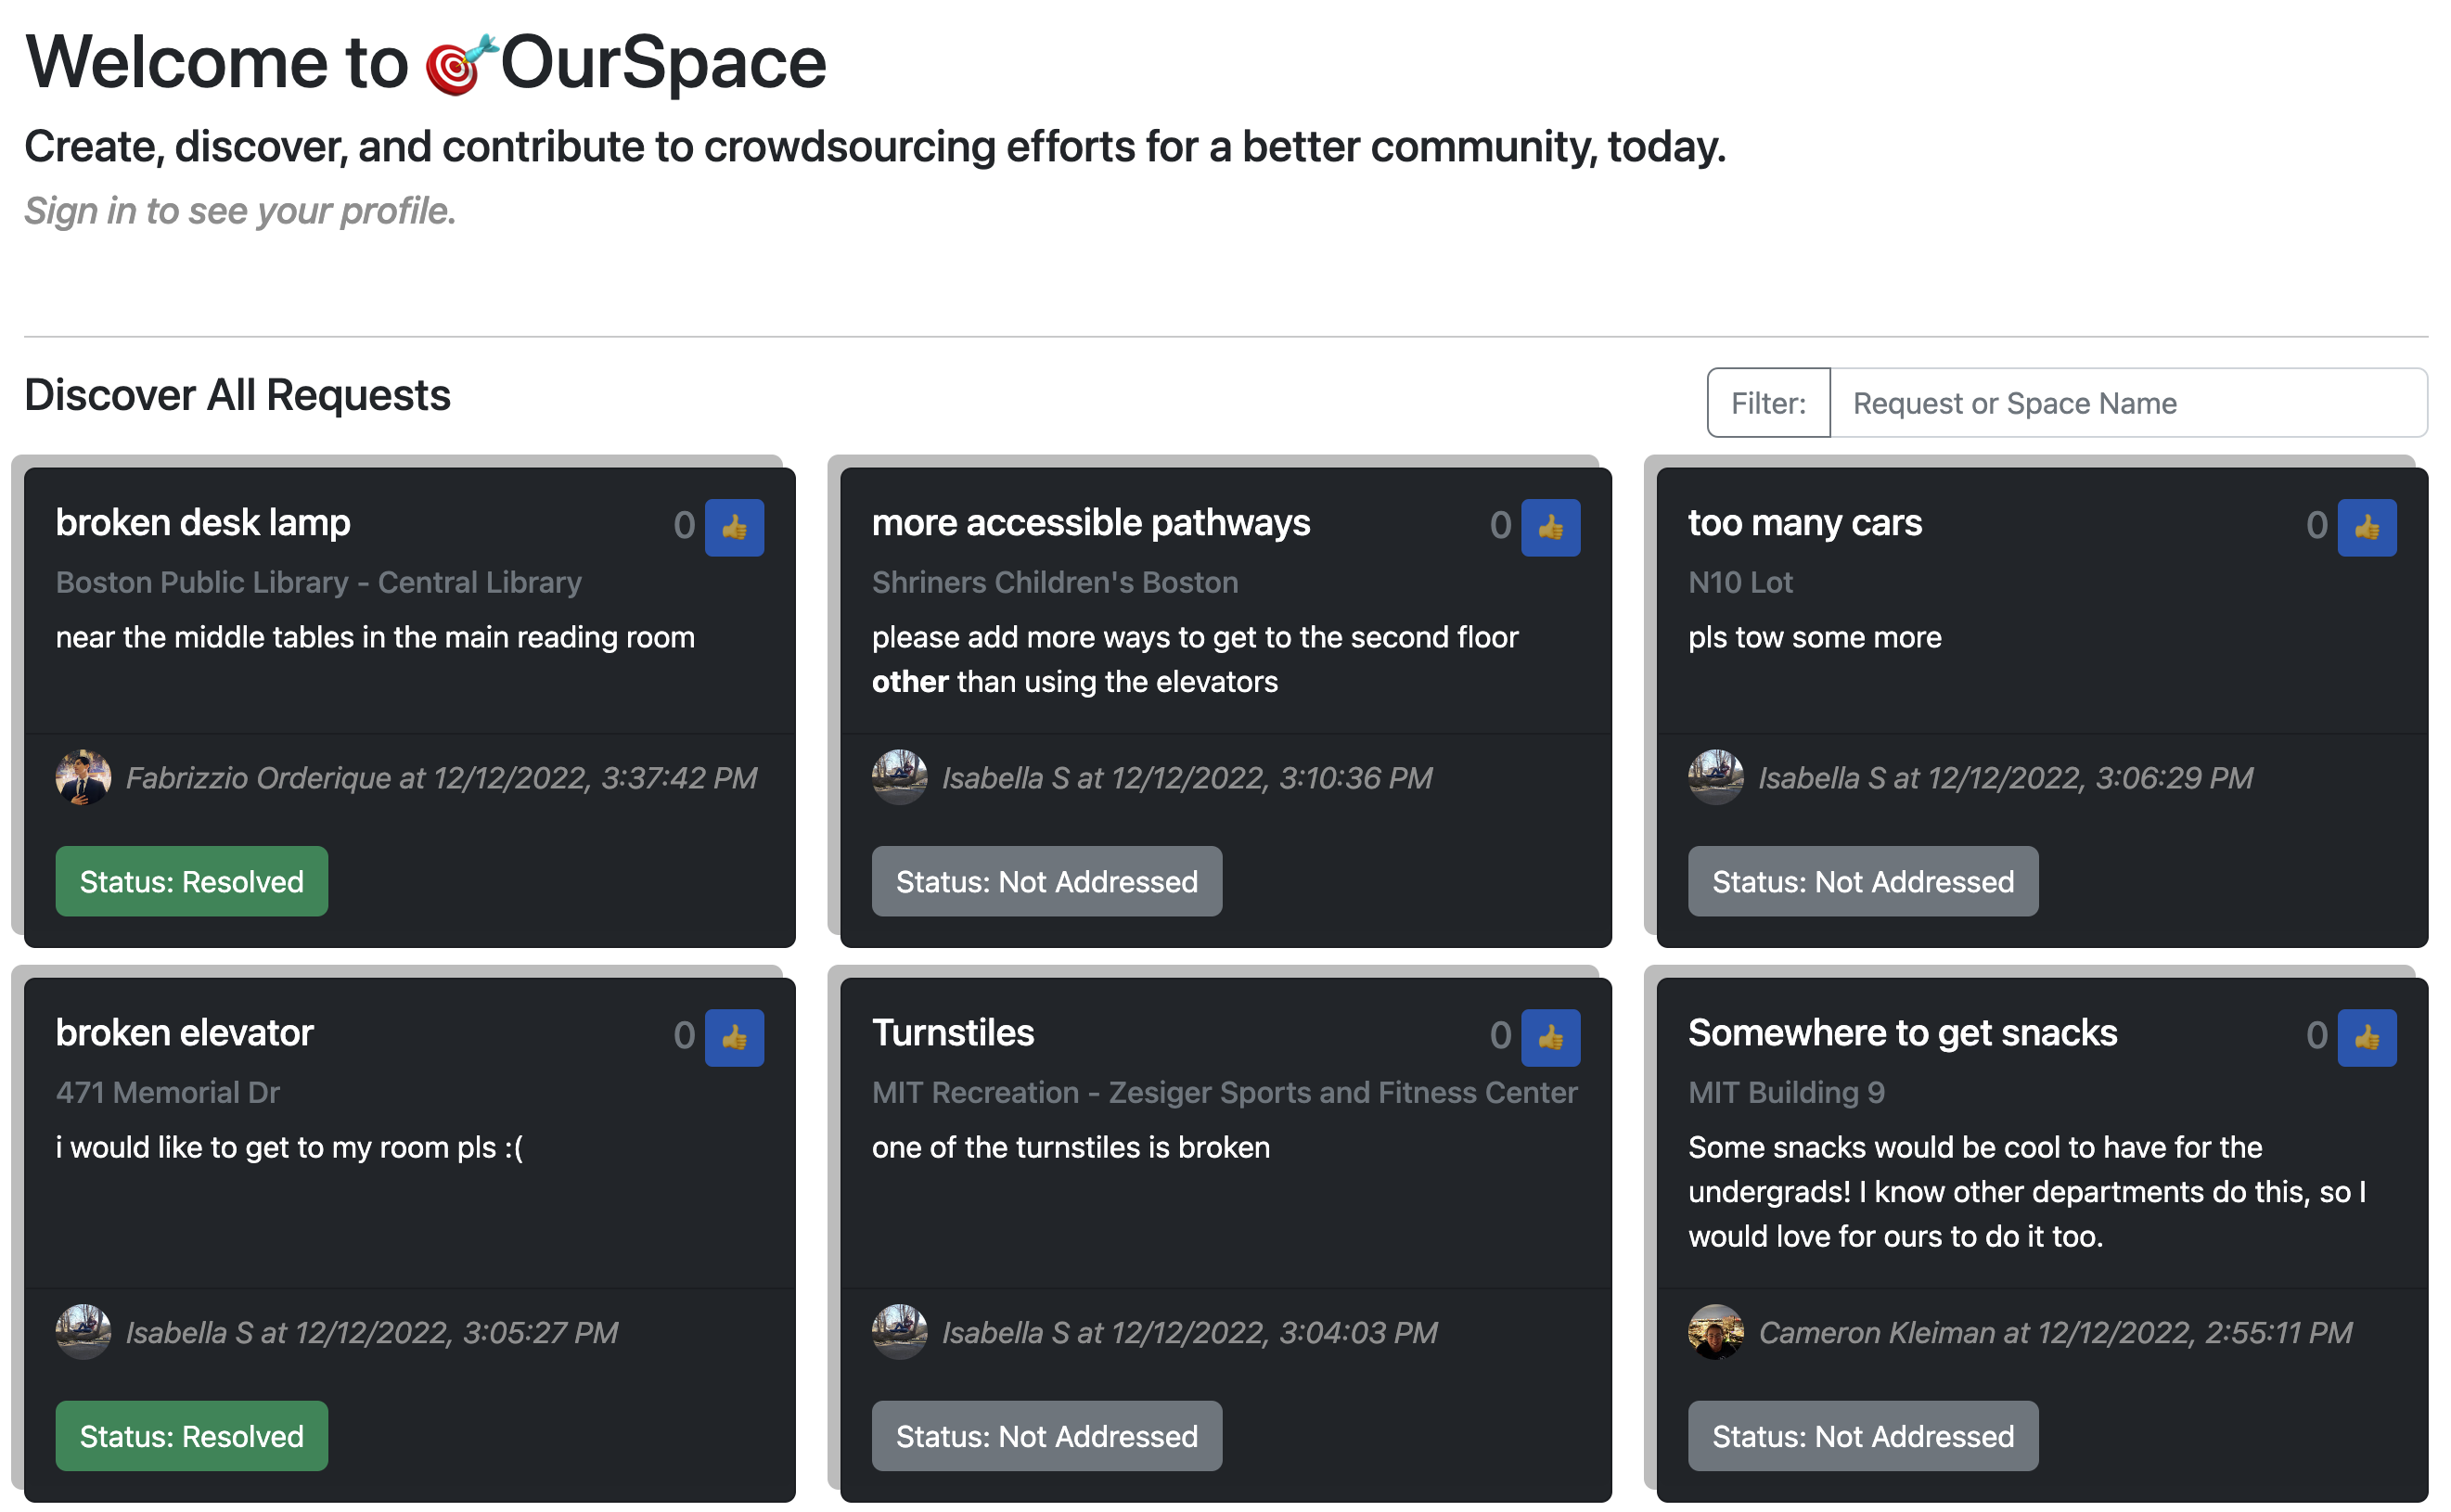 Welcome to 🎯OurSpace
Create, discover, and contribute to crowdsourcing efforts for a better community, today.
Sign in to see your profile.
Discover All Requests
Filter:
Request or Space Name
broken desk lamp
0 👍
Boston Public Library - Central Library
near the middle tables in the main reading room
Fabrizzio Orderique at 12/12/2022, 3:37:42 PM
Status: Resolved
more accessible pathways
0 👍
Shriners Children's Boston
please add more ways to get to the second floor
other than using the elevators
Isabella S at 12/12/2022, 3:10:36 PM
Status: Not Addressed
too many cars
0 👍
N10 Lot
pls tow some more
Isabella S at 12/12/2022, 3:06:29 PM
Status: Not Addressed
broken elevator
0 👍
471 Memorial Dr
i would like to get to my room pls :(
Isabella S at 12/12/2022, 3:05:27 PM
Status: Resolved
Turnstiles
0 👍
MIT Recreation - Zesiger Sports and Fitness Center
one of the turnstiles is broken
Isabella S at 12/12/2022, 3:04:03 PM
Status: Not Addressed
Somewhere to get snacks
0 👍
MIT Building 9
Some snacks would be cool to have for the
undergrads! I know other departments do this, so I
would love for ours to do it too.
Cameron Kleiman at 12/12/2022, 2:55:11 PM
Status: Not Addressed